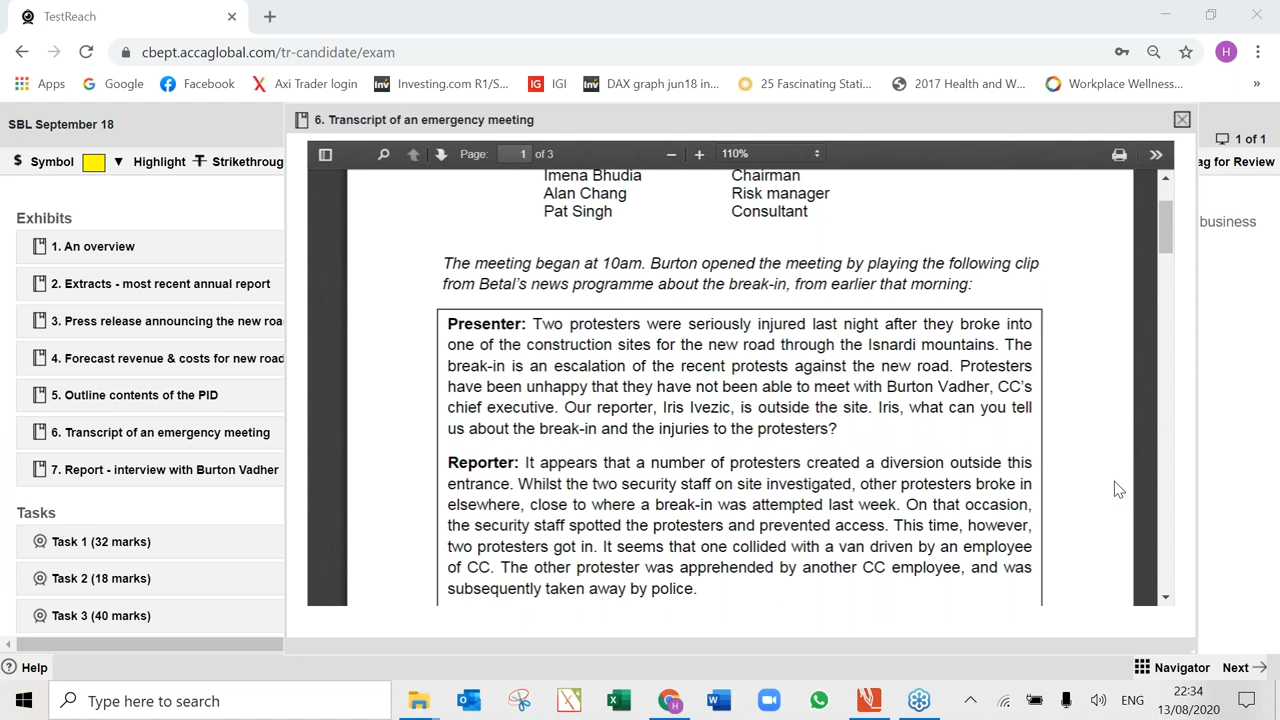 TestReach
cbept.accaglobal.com/tr-candidate/exam
H
Apps Google Facebook Axi Trader login Investing.com R1/S... IGI DAX graph jun18 in... 25 Fascinating Stati... 2017 Health and W... Workplace Wellness... »
SBL September 18
6. Transcript of an emergency meeting
1 of 1
$ Symbol Highlight T Strikethroug
ag for Review
Page: 1 of 3 − + 110%
Exhibits
1. An overview
2. Extracts - most recent annual report
3. Press release announcing the new roa
4. Forecast revenue & costs for new road
5. Outline contents of the PID
6. Transcript of an emergency meeting
7. Report - interview with Burton Vadher
Tasks
Task 1 (32 marks)
Task 2 (18 marks)
Task 3 (40 marks)
Imena Bhudia Chairman
Alan Chang Risk manager
Pat Singh Consultant
The meeting began at 10am. Burton opened the meeting by playing the following clip
from Betal's news programme about the break-in, from earlier that morning:
Presenter: Two protesters were seriously injured last night after they broke into
one of the construction sites for the new road through the Isnardi mountains. The
break-in is an escalation of the recent protests against the new road. Protesters
have been unhappy that they have not been able to meet with Burton Vadher, CC's
chief executive. Our reporter, Iris Ivezic, is outside the site. Iris, what can you tell
us about the break-in and the injuries to the protesters?
Reporter: It appears that a number of protesters created a diversion outside this
entrance. Whilst the two security staff on site investigated, other protesters broke in
elsewhere, close to where a break-in was attempted last week. On that occasion,
the security staff spotted the protesters and prevented access. This time, however,
two protesters got in. It seems that one collided with a van driven by an employee
of CC. The other protester was apprehended by another CC employee, and was
subsequently taken away by police.
business
Help
Navigator Next
Type here to search
ENG
22:34
13/08/2020